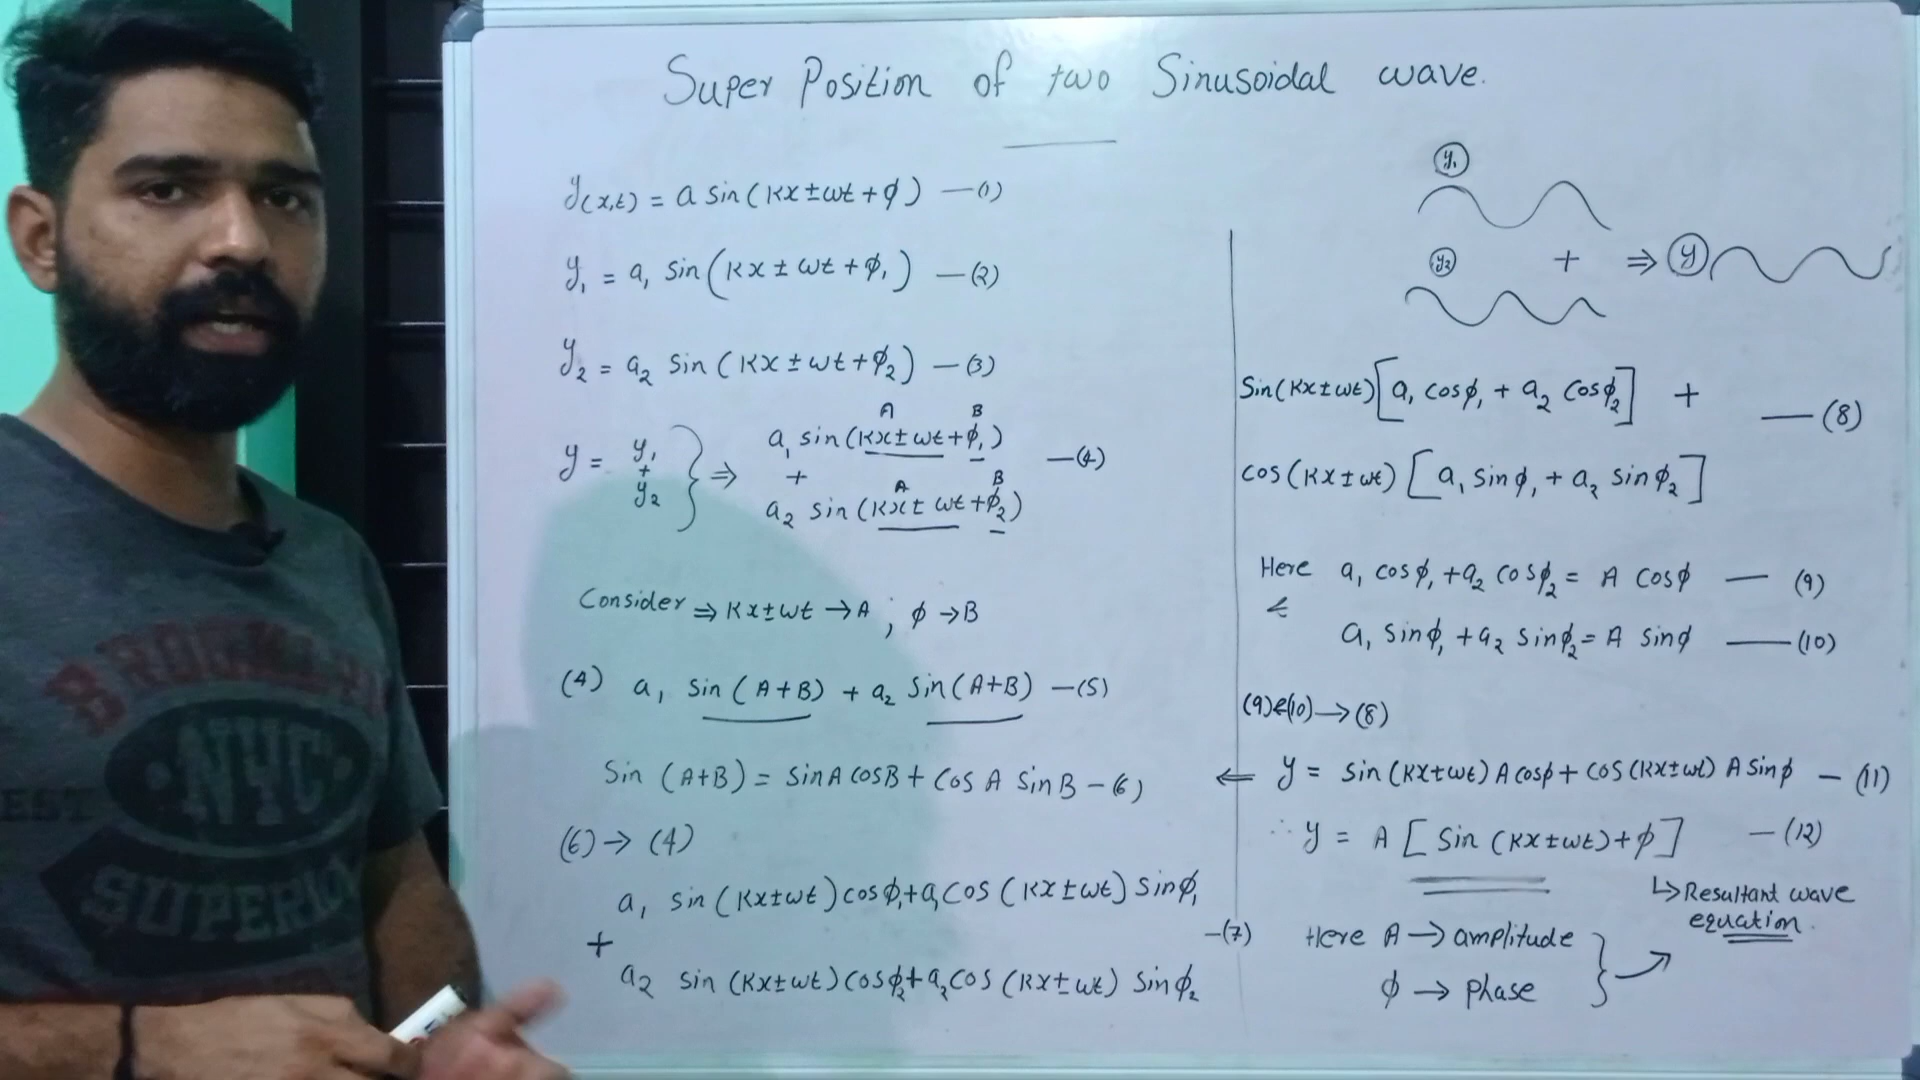 Super Position of two Sinusoidal wave.
y(x,t) = a sin(kx ± ωt + φ) —(1)
y₁ = a₁ sin(kx ± ωt + φ₁) —(2)
y₂ = a₂ sin(kx ± ωt + φ₂) —(3)
A B
y = y₁ + y₂ } ⇒ a₁ sin(kx ± ωt + φ₁) —(4)
+
A B
a₂ sin(kx ± ωt + φ₂)
Consider ⇒ kx ± ωt → A ; φ → B
(4) a₁ sin(A+B) + a₂ sin(A+B) —(5)
Sin (A+B) = sinA cosB + cos A sin B —(6)
(6) → (4)
a₁ sin(kx±ωt) cosφ₁ + a₁ cos(kx±ωt) sinφ₁
+ —(7)
a₂ sin(kx±ωt) cosφ₂ + a₂ cos(kx±ωt) sinφ₂
y₁
y₂ + ⇒ y
Sin(kx±ωt)[a₁ cosφ₁ + a₂ cosφ₂] + —(8)
cos(kx±ωt)[a₁ sinφ₁ + a₂ sinφ₂]
Here a₁ cosφ₁ + a₂ cosφ₂ = A cosφ —(9)
&
a₁ sinφ₁ + a₂ sinφ₂ = A sinφ —(10)
(9)&(10) → (8)
⇐ y = sin(kx±ωt) A cosφ + cos(kx±ωt) A sinφ —(11)
∴ y = A [Sin (kx±ωt)+φ] —(12)
↳ Resultant wave
equation.
Here A → amplitude
φ → phase
BROOKLYN
NYC
SUPERIOR
EST